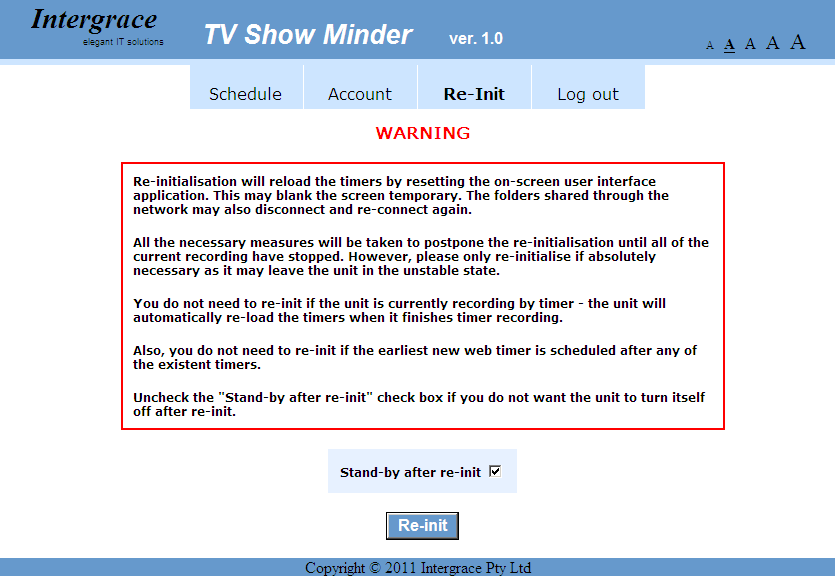 Intergrace
elegant IT solutions
TV Show Minder ver. 1.0
A A A A A
Schedule Account Re-Init Log out
WARNING
Re-initialisation will reload the timers by resetting the on-screen user interface
application. This may blank the screen temporary. The folders shared through the
network may also disconnect and re-connect again.
All the necessary measures will be taken to postpone the re-initialisation until all of the
current recording have stopped. However, please only re-initialise if absolutely
necessary as it may leave the unit in the unstable state.
You do not need to re-init if the unit is currently recording by timer - the unit will
automatically re-load the timers when it finishes timer recording.
Also, you do not need to re-init if the earliest new web timer is scheduled after any of
the existent timers.
Uncheck the "Stand-by after re-init" check box if you do not want the unit to turn itself
off after re-init.
Stand-by after re-init
Re-init
Copyright © 2011 Intergrace Pty Ltd